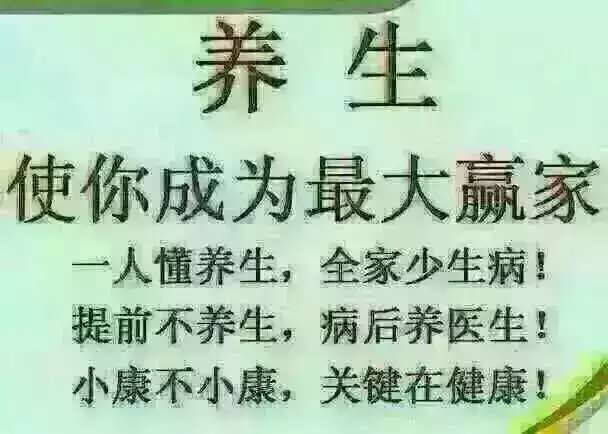 养生
使你成为最大赢家
一人懂养生，全家少生病！
提前不养生，病后养医生！
小康不小康，关键在健康！